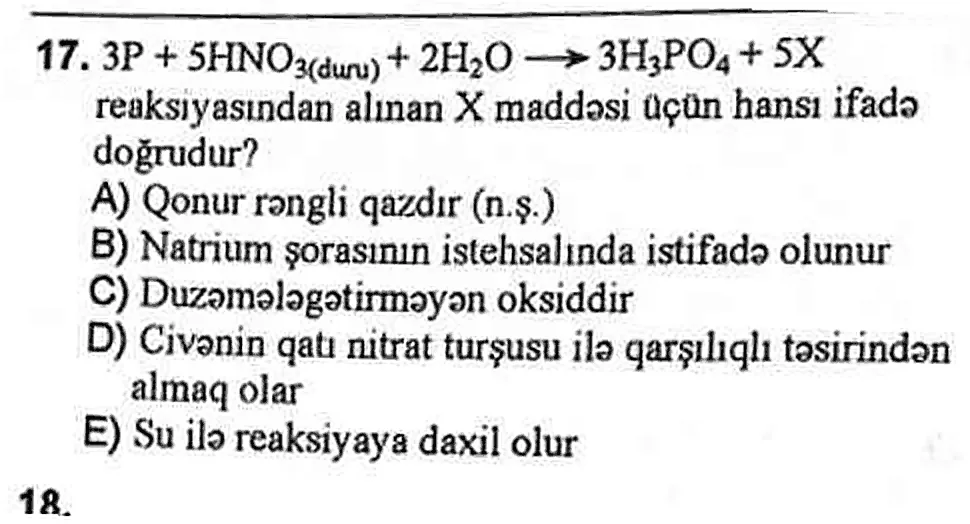 17. 3P + 5HNO₃(duru) + 2H₂O ⟶ 3H₃PO₄ + 5X
reaksiyasından alınan X maddəsi üçün hansı ifadə
doğrudur?
A) Qonur rəngli qazdır (n.ş.)
B) Natrium şorasının istehsalında istifadə olunur
C) Duzəmələgətirməyən oksiddir
D) Civənin qatı nitrat turşusu ilə qarşılıqlı təsirindən
almaq olar
E) Su ilə reaksiyaya daxil olur
18.